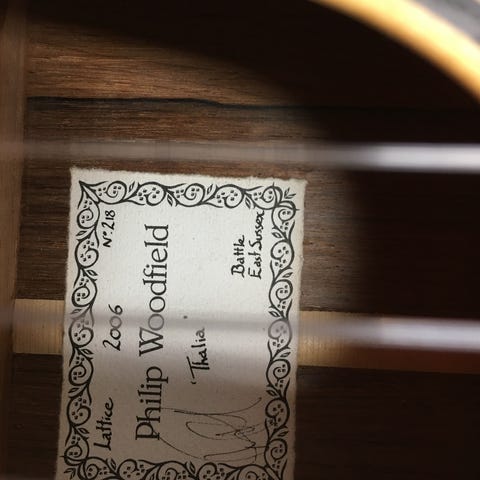 Lattice 2006 Nº. 218
Philip Woodfield
'Thalia'
Battle
East Sussex